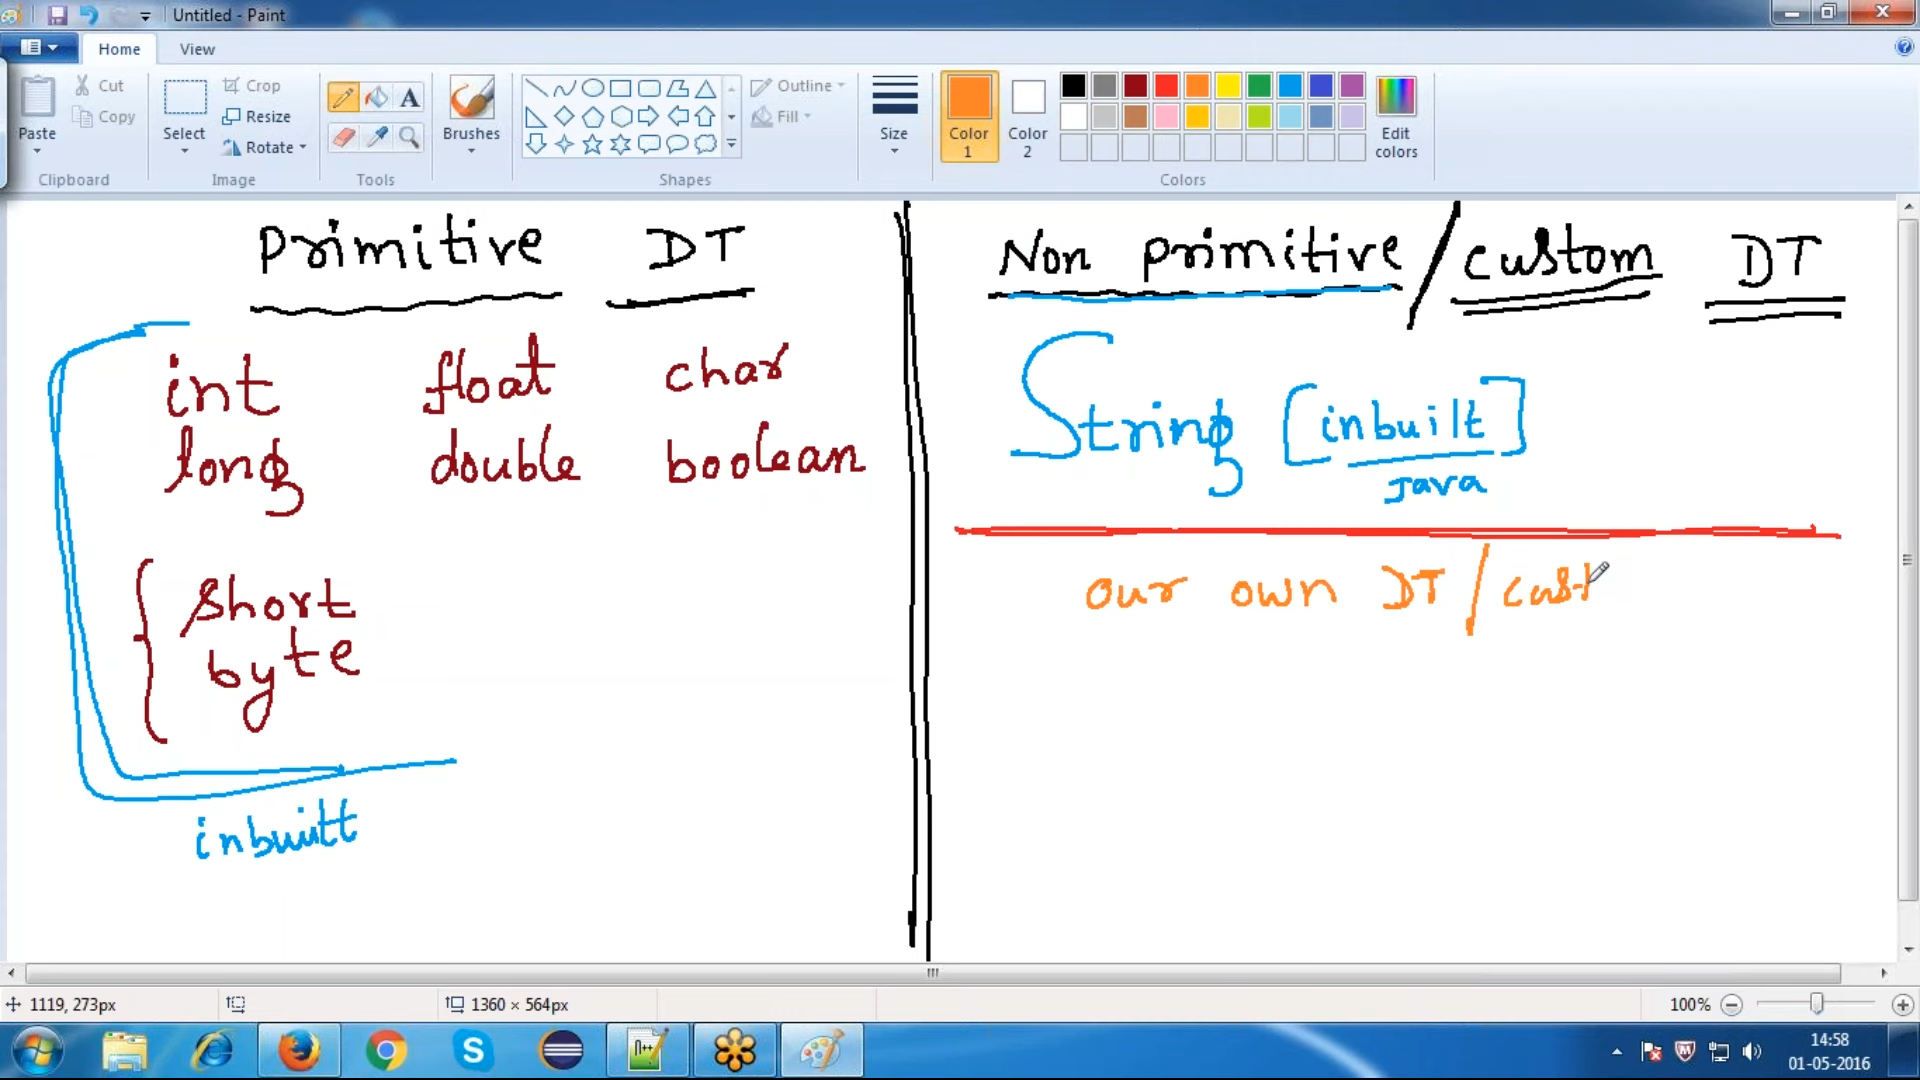 Untitled - Paint
Home View
Cut
Copy
Paste
Clipboard
Crop
Resize
Rotate
Select
Image
Tools
Brushes
Shapes
Outline
Fill
Size
Color 1
Color 2
Edit colors
Colors
Primitive DT
int float char
long double boolean
short
byte
inbuilt
Non primitive / custom DT
String [inbuilt]
Java
our own DT / cust
1119, 273px
1360 × 564px
100%
14:58
01-05-2016